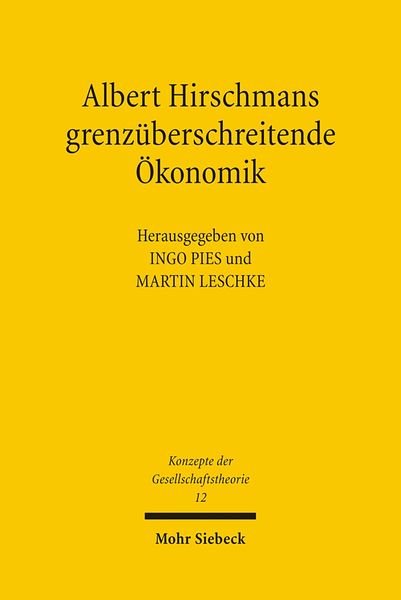 Albert Hirschmans
grenzüberschreitende
Ökonomik
Herausgegeben von
INGO PIES und
MARTIN LESCHKE
Konzepte der
Gesellschaftstheorie
12
Mohr Siebeck